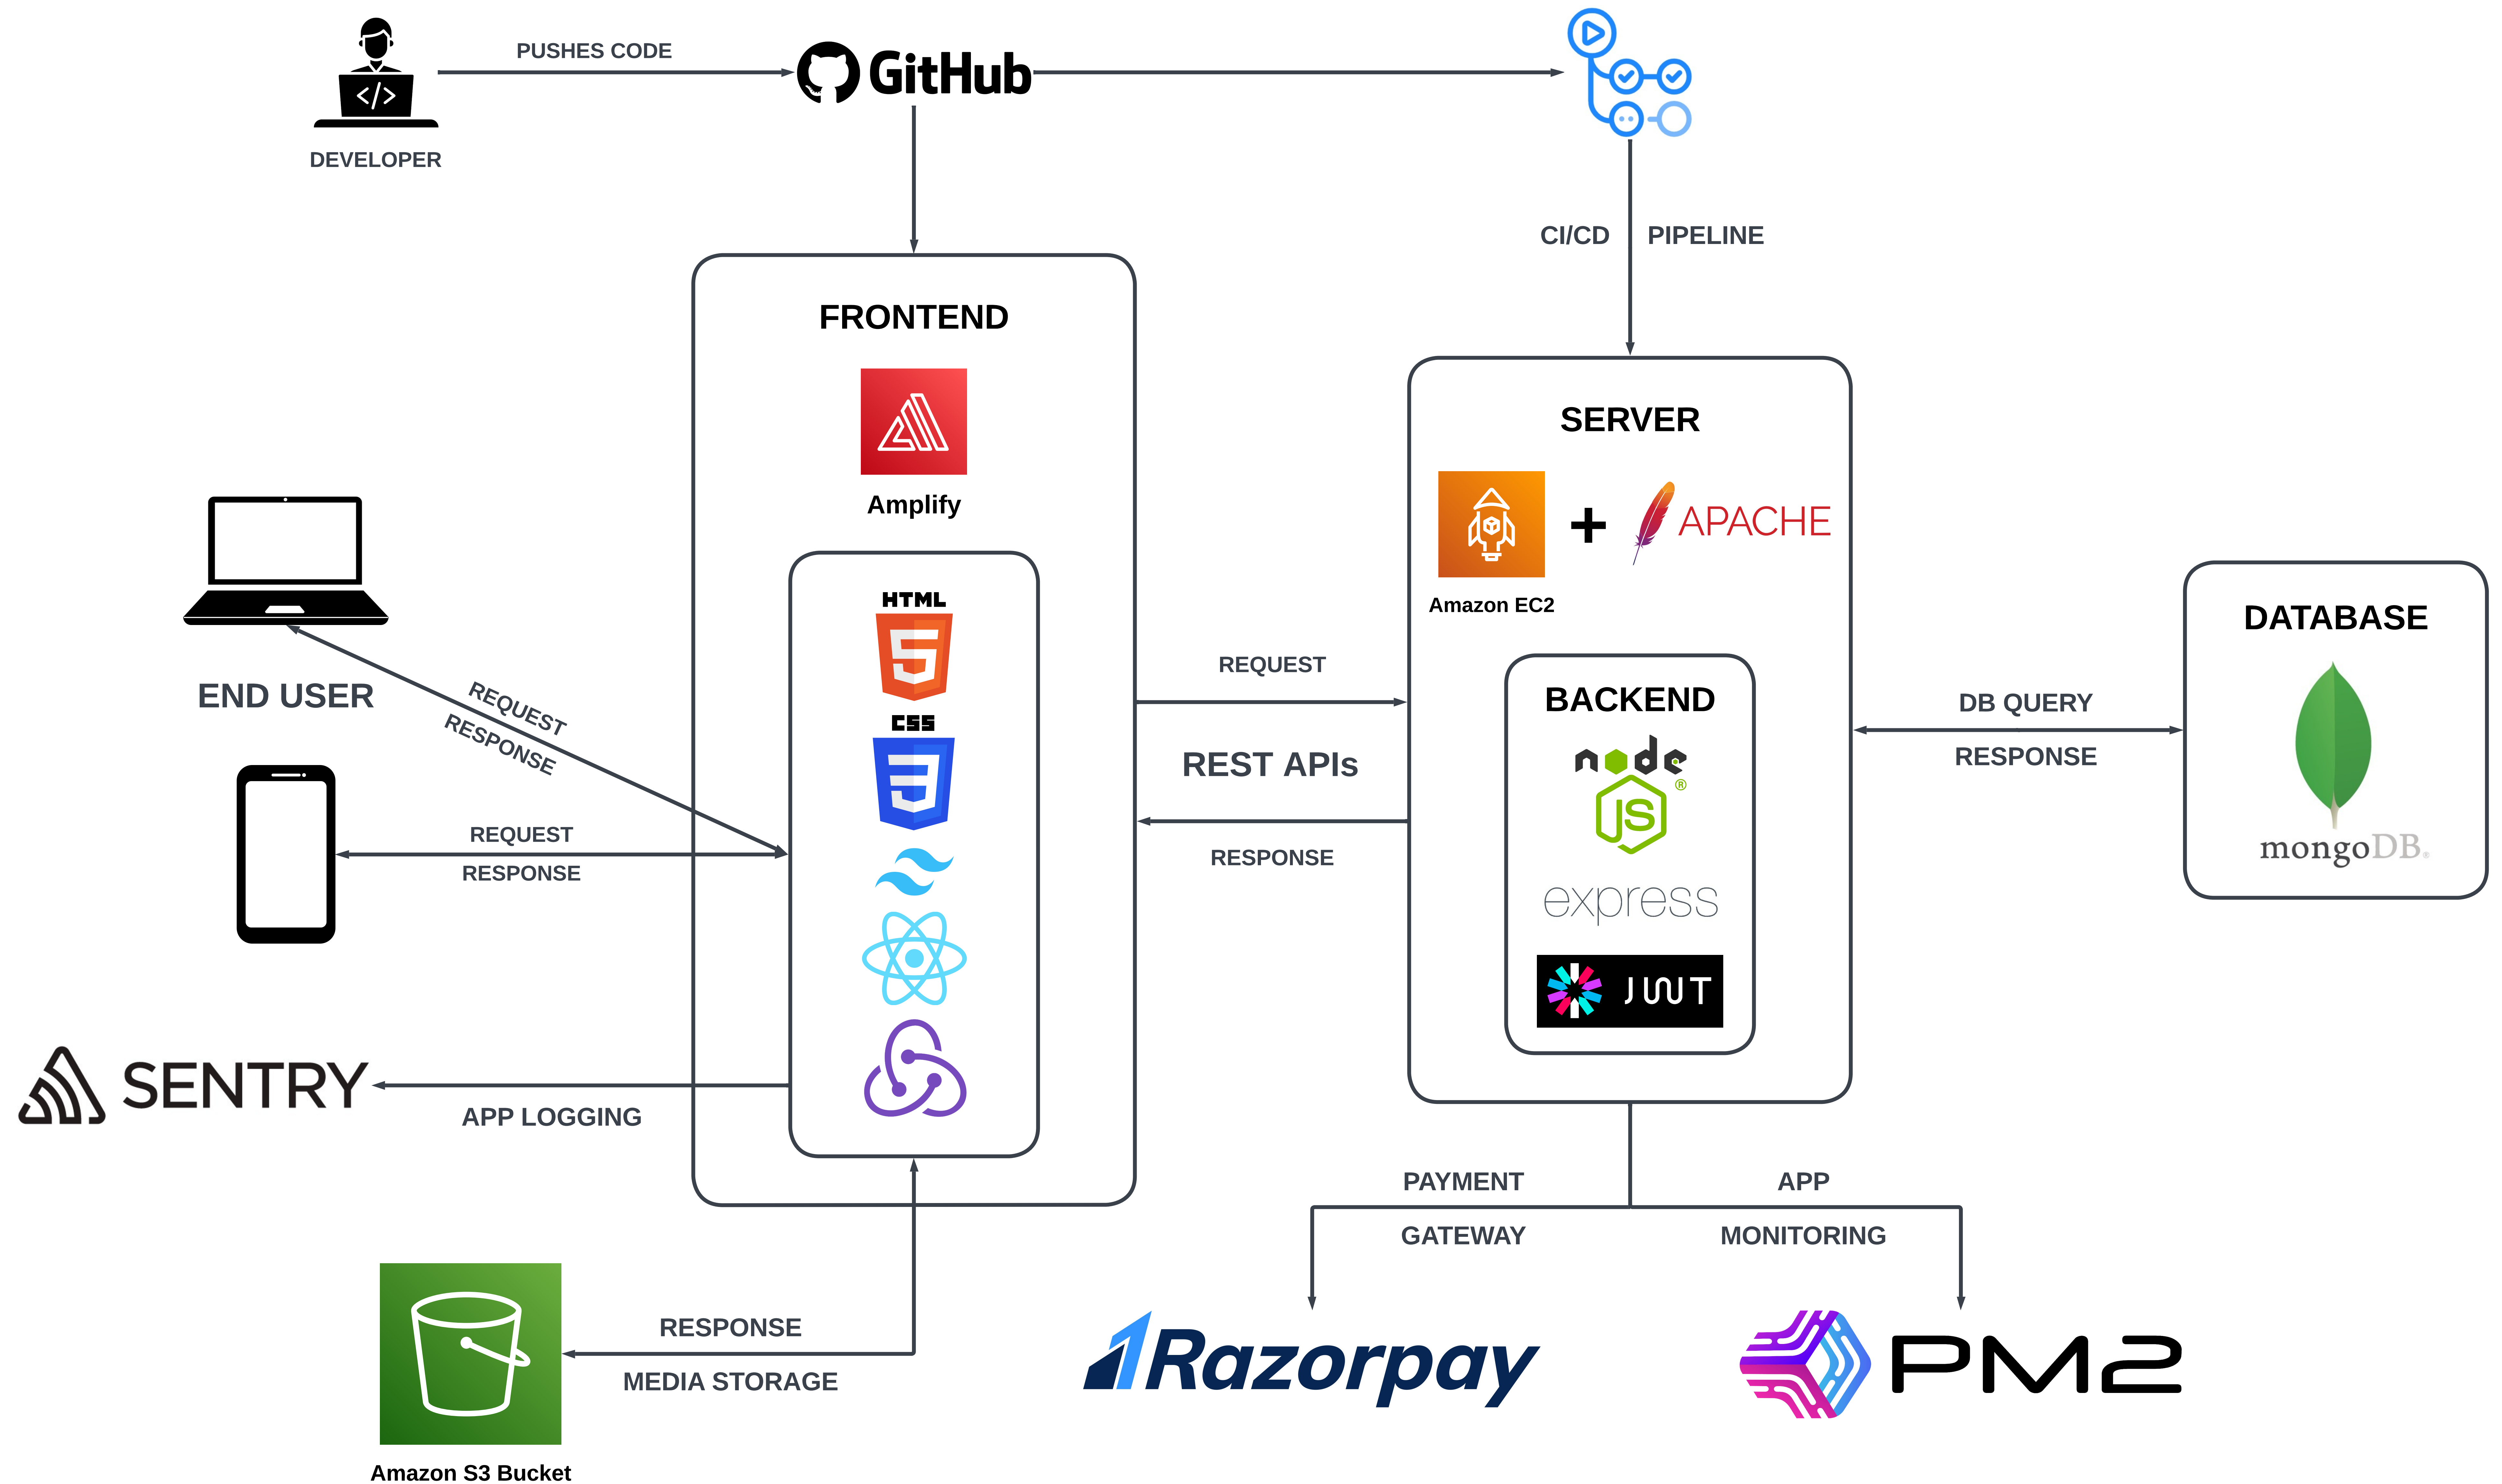 PUSHES CODE
GitHub
DEVELOPER
CI/CD PIPELINE
FRONTEND
Amplify
SERVER
+
APACHE
Amazon EC2
HTML
5
CSS
3
END USER
REQUEST
RESPONSE
REQUEST
RESPONSE
REQUEST
REST APIs
RESPONSE
BACKEND
node
®
JS
express
JWT
DB QUERY
RESPONSE
DATABASE
mongoDB®
SENTRY
APP LOGGING
PAYMENT
GATEWAY
APP
MONITORING
RESPONSE
MEDIA STORAGE
Amazon S3 Bucket
Razorpay
PM2